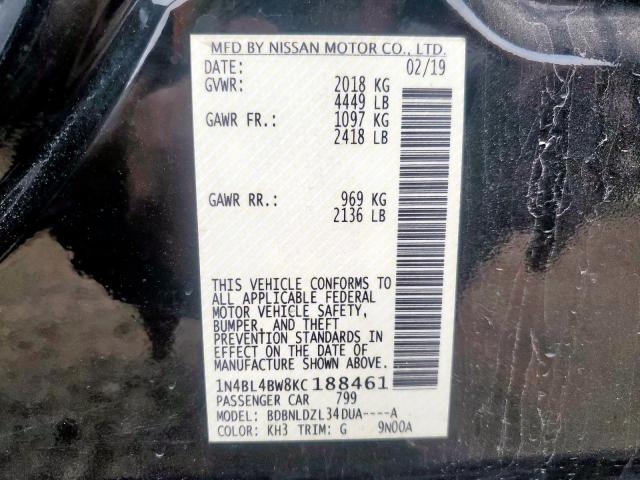 MFD BY NISSAN MOTOR CO., LTD.
DATE: 02/19
GVWR: 2018 KG
4449 LB
GAWR FR.: 1097 KG
2418 LB
GAWR RR.: 969 KG
2136 LB
THIS VEHICLE CONFORMS TO
ALL APPLICABLE FEDERAL
MOTOR VEHICLE SAFETY,
BUMPER, AND THEFT
PREVENTION STANDARDS IN
EFFECT ON THE DATE OF
MANUFACTURE SHOWN ABOVE.
1N4BL4BW8KC188461
PASSENGER CAR 799
MODEL: BDBNLDZL34DUA----A
COLOR: KH3 TRIM: G 9N00A